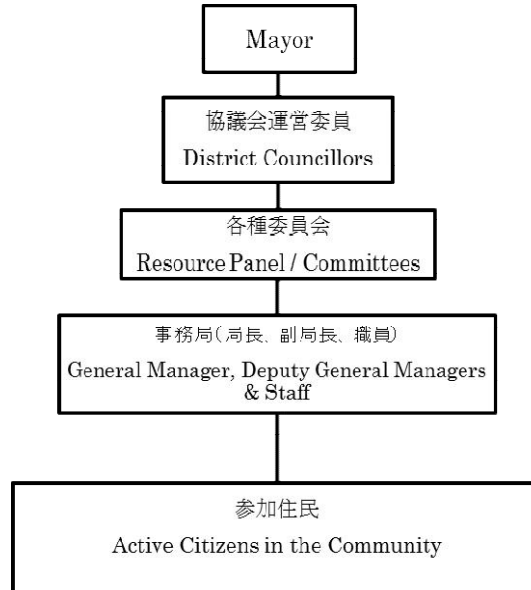 Mayor
協議会運営委員
District Councillors
各種委員会
Resource Panel / Committees
事務局(局長、副局長、職員)
General Manager, Deputy General Managers
& Staff
参加住民
Active Citizens in the Community